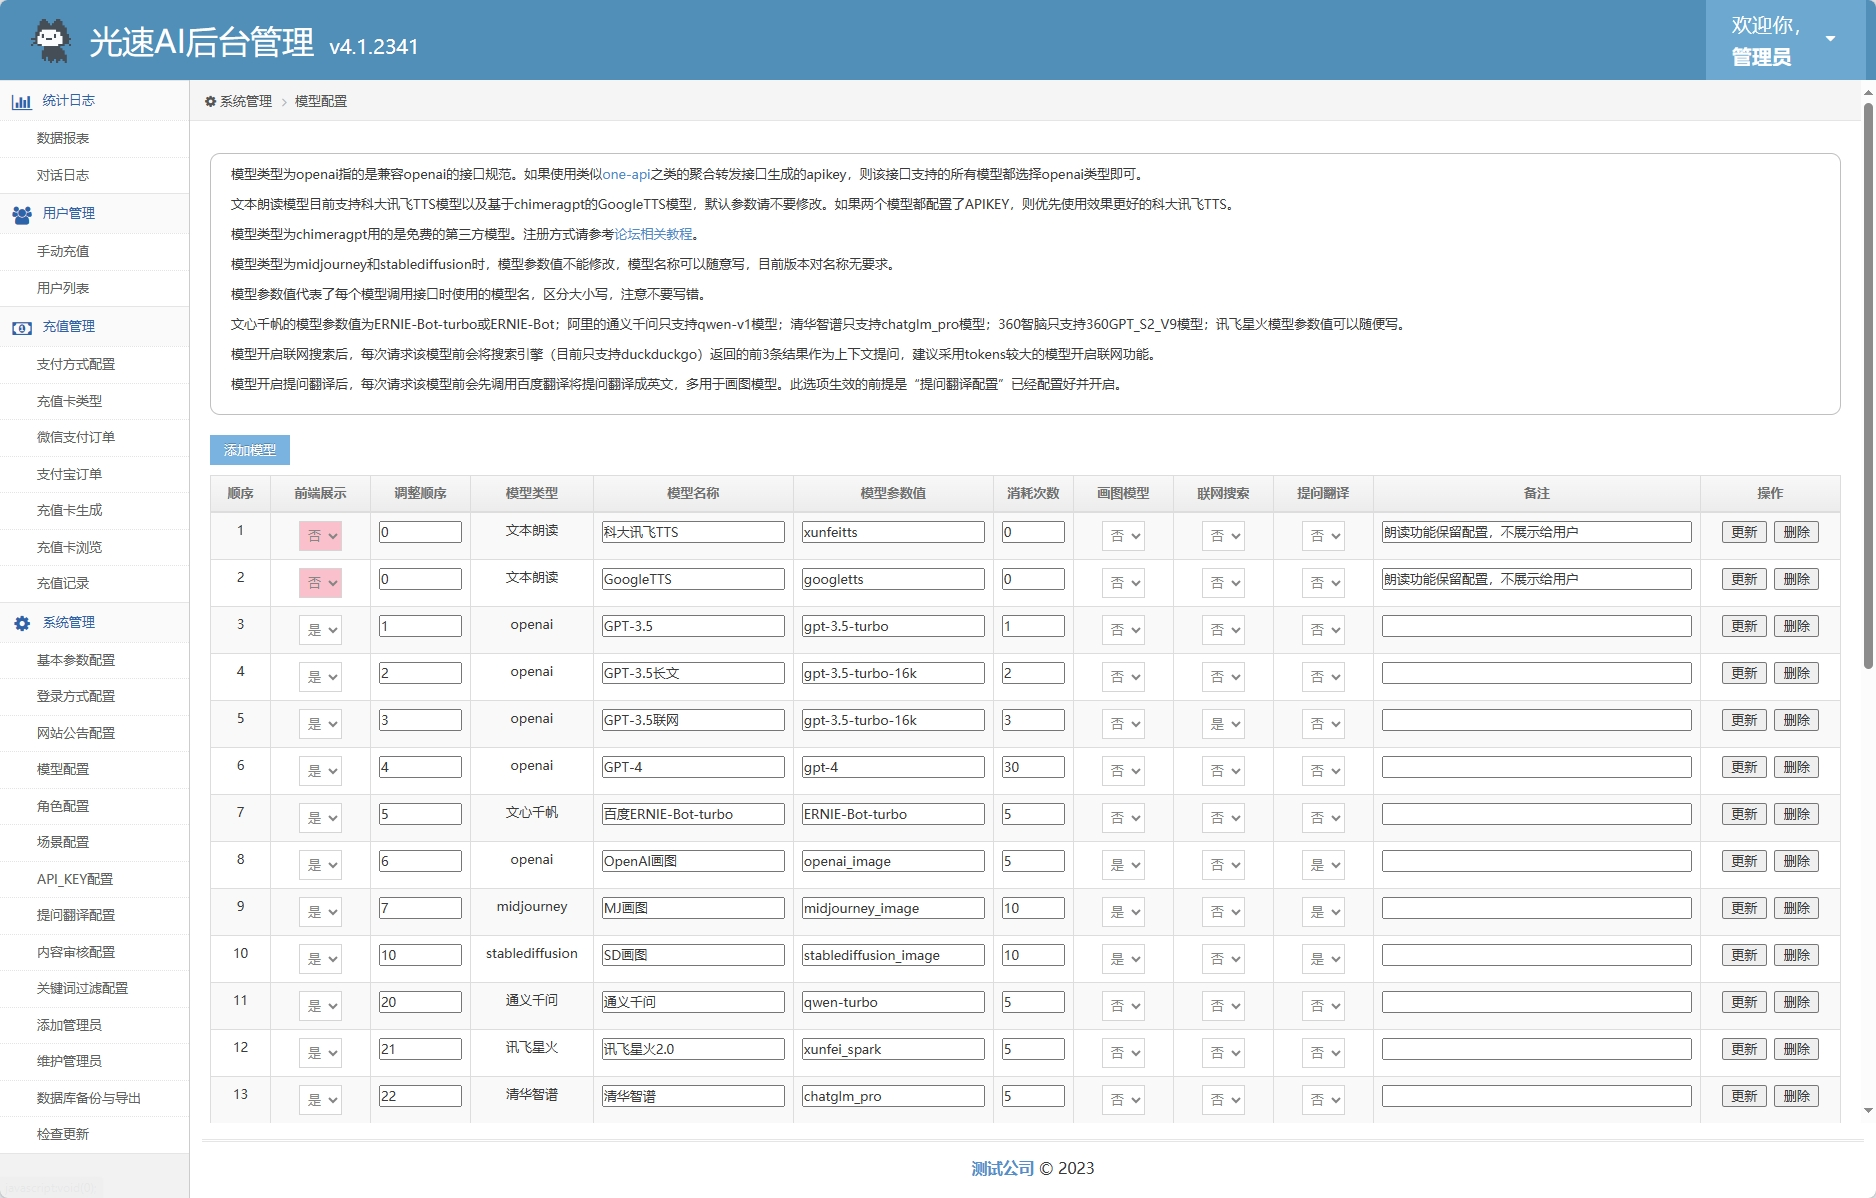 光速AI后台管理 v4.1.2341
欢迎你，
管理员
统计日志
数据报表
对话日志
用户管理
手动充值
用户列表
充值管理
支付方式配置
充值卡类型
微信支付订单
支付宝订单
充值卡生成
充值卡浏览
充值记录
系统管理
基本参数配置
登录方式配置
网站公告配置
模型配置
角色配置
场景配置
API_KEY配置
提问翻译配置
内容审核配置
关键词过滤配置
添加管理员
维护管理员
数据库备份与导出
检查更新
系统管理 > 模型配置
模型类型为openai指的是兼容openai的接口规范。如果使用类似one-api之类的聚合转发接口生成的apikey，则该接口支持的所有模型都选择openai类型即可。
文本朗读模型目前支持科大讯飞TTS模型以及基于chimeragpt的GoogleTTS模型，默认参数请不要修改。如果两个模型都配置了APIKEY，则优先使用效果更好的科大讯飞TTS。
模型类型为chimeragpt用的是免费的第三方模型。注册方式请参考论坛相关教程。
模型类型为midjourney和stablediffusion时，模型参数值不能修改，模型名称可以随意写，目前版本对名称无要求。
模型参数值代表了每个模型调用接口时使用的模型名，区分大小写，注意不要写错。
文心千帆的模型参数值为ERNIE-Bot-turbo或ERNIE-Bot；阿里的通义千问只支持qwen-v1模型；清华智谱只支持chatglm_pro模型；360智脑只支持360GPT_S2_V9模型；讯飞星火模型参数值可以随便写。
模型开启联网搜索后，每次请求该模型前会将搜索引擎（目前只支持duckduckgo）返回的前3条结果作为上下文提问，建议采用tokens较大的模型开启联网功能。
模型开启提问翻译后，每次请求该模型前会先调用百度翻译将提问翻译成英文，多用于画图模型。此选项生效的前提是“提问翻译配置”已经配置好并开启。
添加模型
顺序 前端展示 调整顺序 模型类型 模型名称 模型参数值 消耗次数 画图模型 联网搜索 提问翻译 备注 操作
1 否 0 文本朗读 科大讯飞TTS xunfeitts 0 否 否 否 朗读功能保留配置，不展示给用户 更新 删除
2 否 0 文本朗读 GoogleTTS googletts 0 否 否 否 朗读功能保留配置，不展示给用户 更新 删除
3 是 1 openai GPT-3.5 gpt-3.5-turbo 1 否 否 否 更新 删除
4 是 2 openai GPT-3.5长文 gpt-3.5-turbo-16k 2 否 否 否 更新 删除
5 是 3 openai GPT-3.5联网 gpt-3.5-turbo-16k 3 否 是 否 更新 删除
6 是 4 openai GPT-4 gpt-4 30 否 否 否 更新 删除
7 是 5 文心千帆 百度ERNIE-Bot-turbo ERNIE-Bot-turbo 5 否 否 否 更新 删除
8 是 6 openai OpenAI画图 openai_image 5 是 否 是 更新 删除
9 是 7 midjourney MJ画图 midjourney_image 10 是 否 是 更新 删除
10 是 10 stablediffusion SD画图 stablediffusion_image 10 是 否 是 更新 删除
11 是 20 通义千问 通义千问 qwen-turbo 5 否 否 否 更新 删除
12 是 21 讯飞星火 讯飞星火2.0 xunfei_spark 5 否 否 否 更新 删除
13 是 22 清华智谱 清华智谱 chatglm_pro 5 否 否 否 更新 删除
测试公司 © 2023